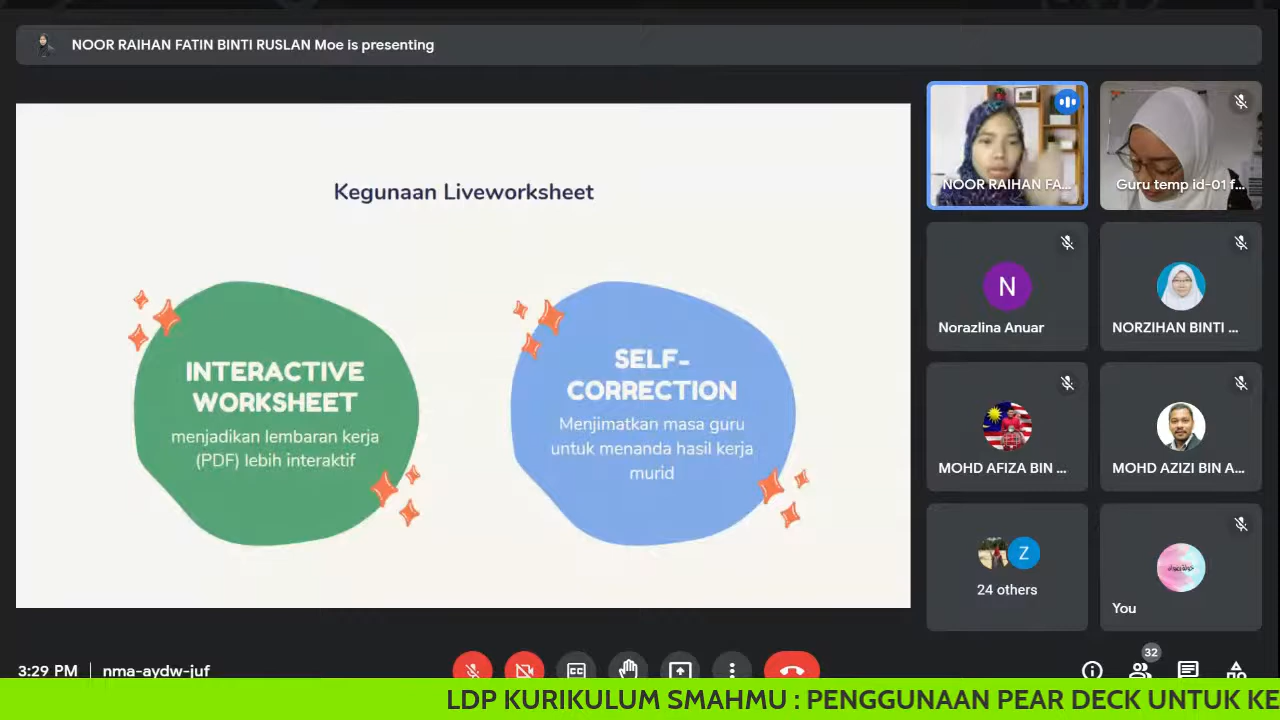 NOOR RAIHAN FATIN BINTI RUSLAN Moe is presenting
Kegunaan Liveworksheet
INTERACTIVE
WORKSHEET
menjadikan lembaran kerja
(PDF) lebih interaktif
SELF-
CORRECTION
Menjimatkan masa guru
untuk menanda hasil kerja
murid
NOOR RAIHAN FA...
Guru temp id-01 f...
N
Norazlina Anuar
NORZIHAN BINTI ...
MOHD AFIZA BIN ...
MOHD AZIZI BIN A...
Z
24 others
You
3:29 PM | nma-aydw-juf
CC
32
LDP KURIKULUM SMAHMU : PENGGUNAAN PEAR DECK UNTUK KE